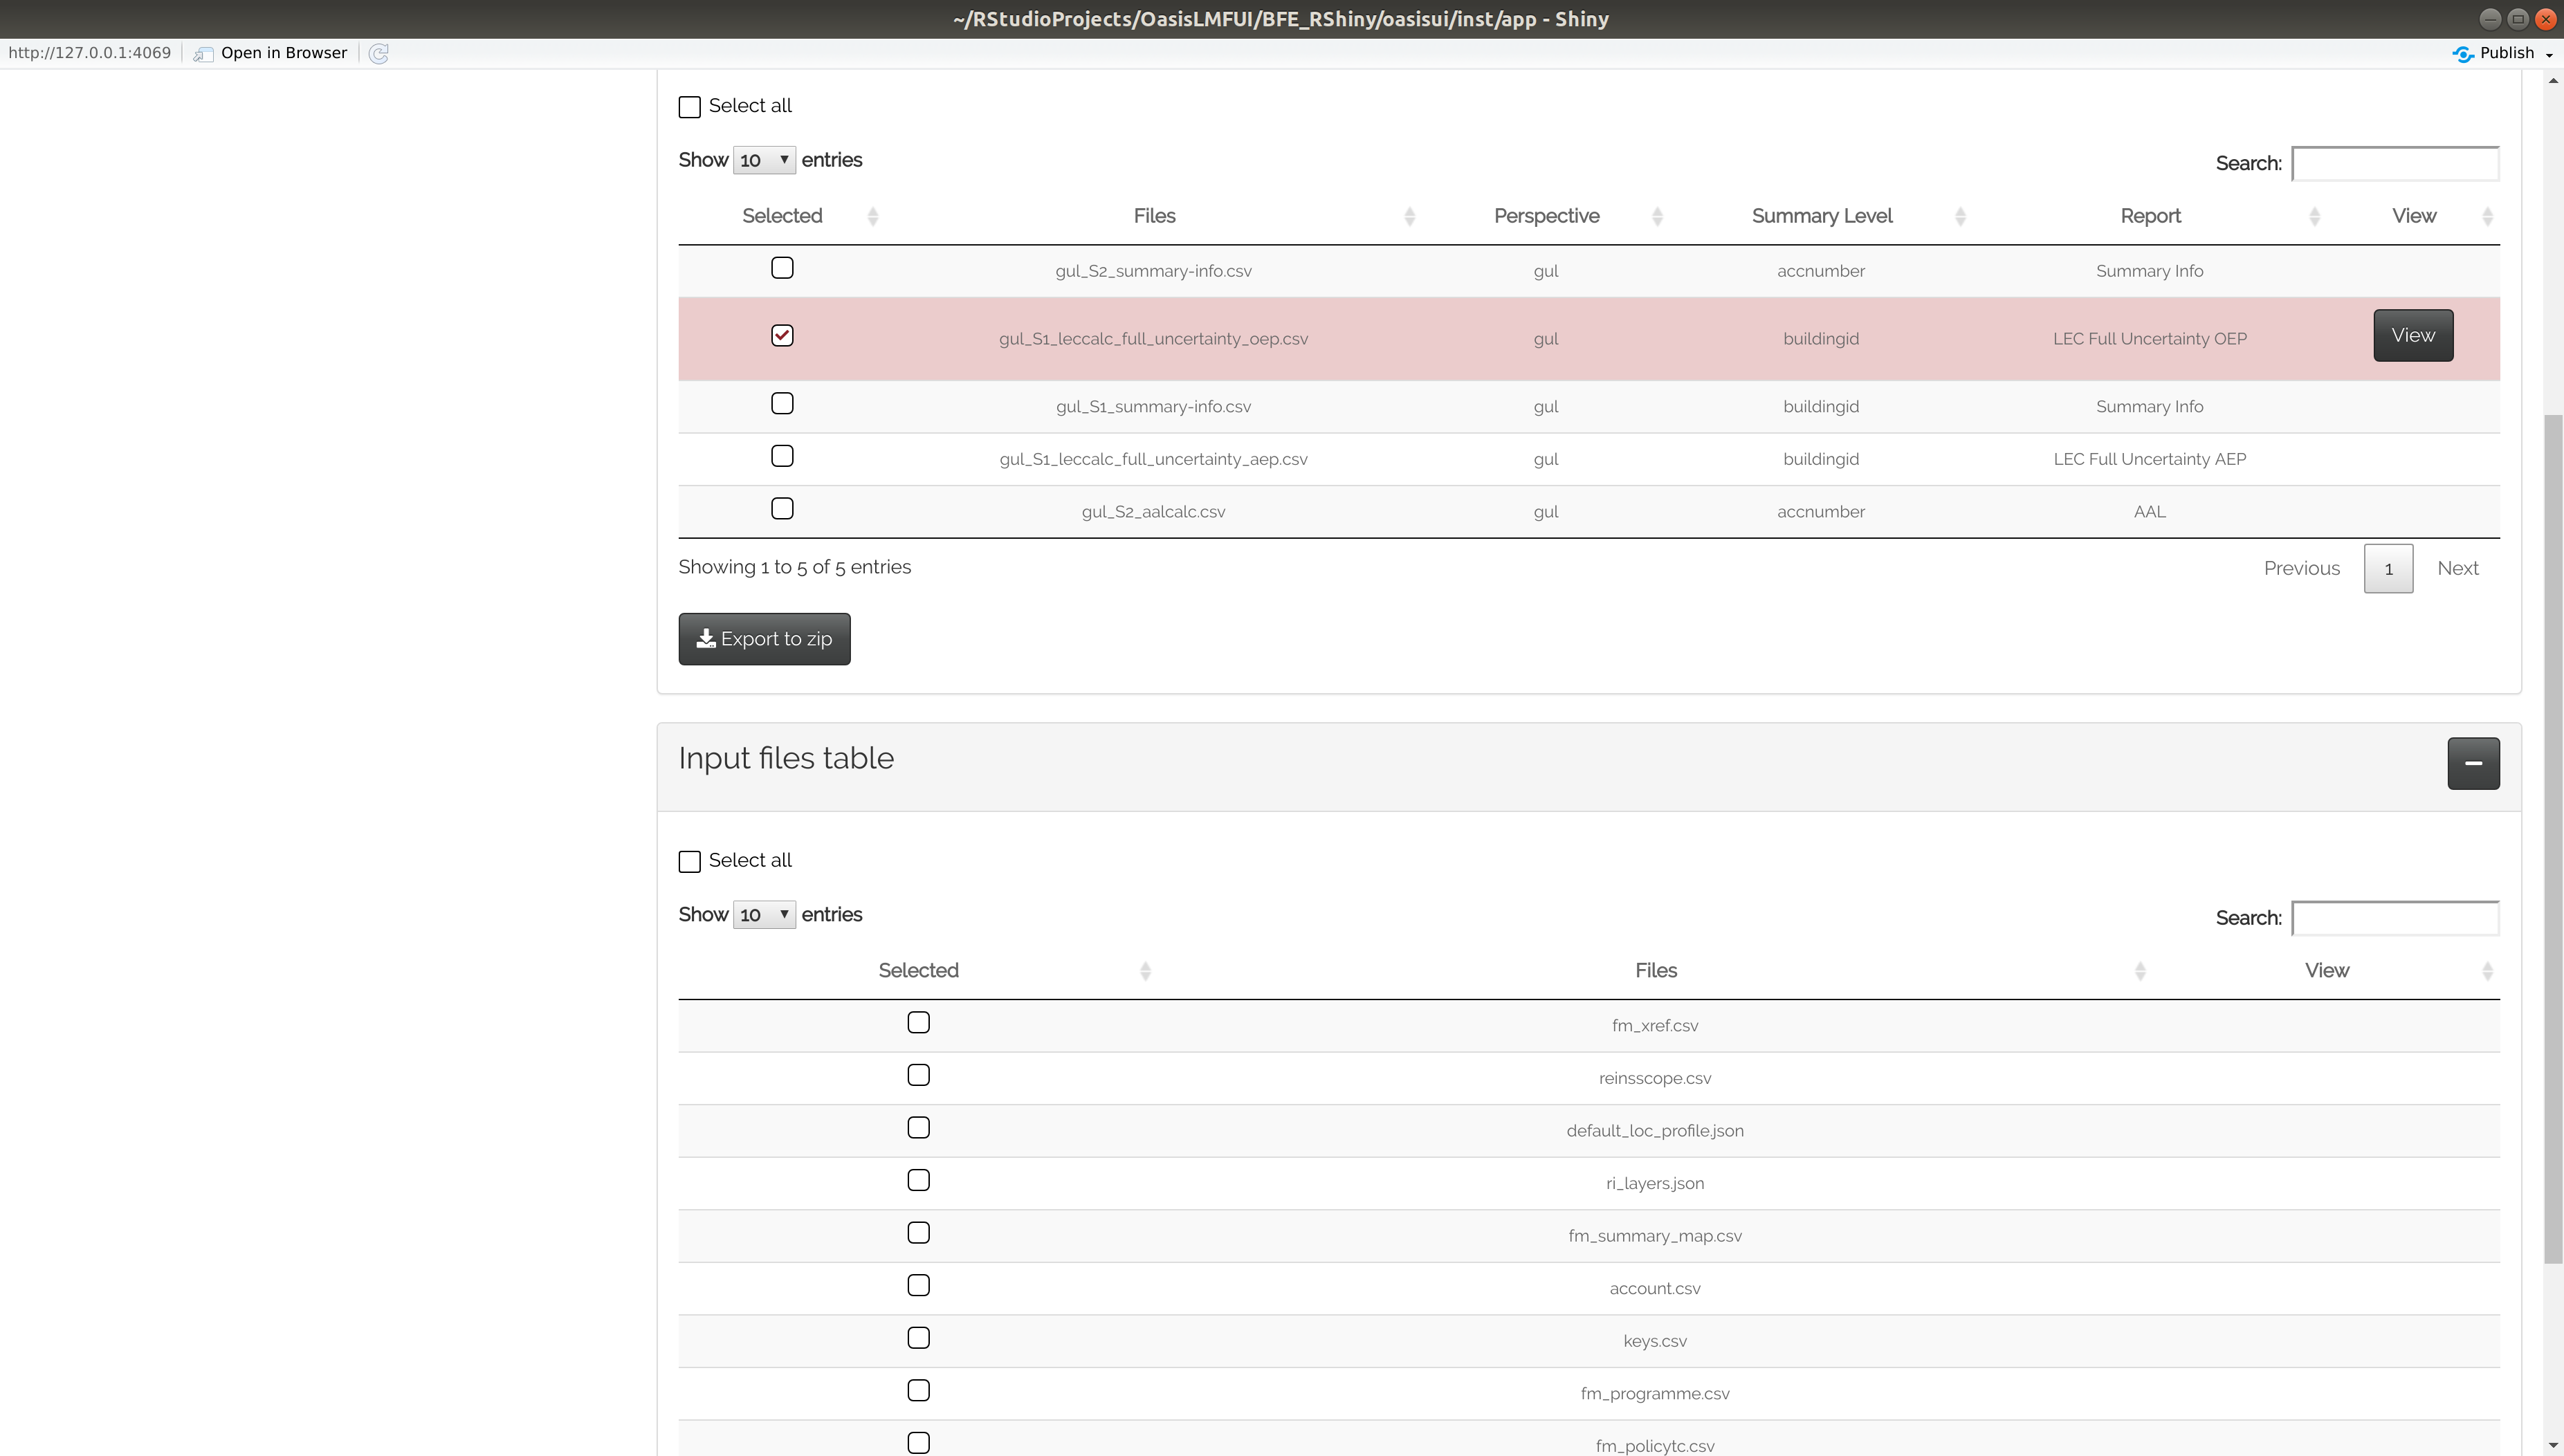 ~/RStudioProjects/OasisLMFUI/BFE_RShiny/oasisui/inst/app - Shiny
http://127.0.0.1:4069 Open in Browser Publish
Select all
Show 10 entries Search:
Selected Files Perspective Summary Level Report View
gul_S2_summary-info.csv gul accnumber Summary Info
gul_S1_leccalc_full_uncertainty_oep.csv gul buildingid LEC Full Uncertainty OEP View
gul_S1_summary-info.csv gul buildingid Summary Info
gul_S1_leccalc_full_uncertainty_aep.csv gul buildingid LEC Full Uncertainty AEP
gul_S2_aalcalc.csv gul accnumber AAL
Showing 1 to 5 of 5 entries Previous 1 Next
Export to zip
Input files table
Select all
Show 10 entries Search:
Selected Files View
fm_xref.csv
reinsscope.csv
default_loc_profile.json
ri_layers.json
fm_summary_map.csv
account.csv
keys.csv
fm_programme.csv
fm_policytc.csv